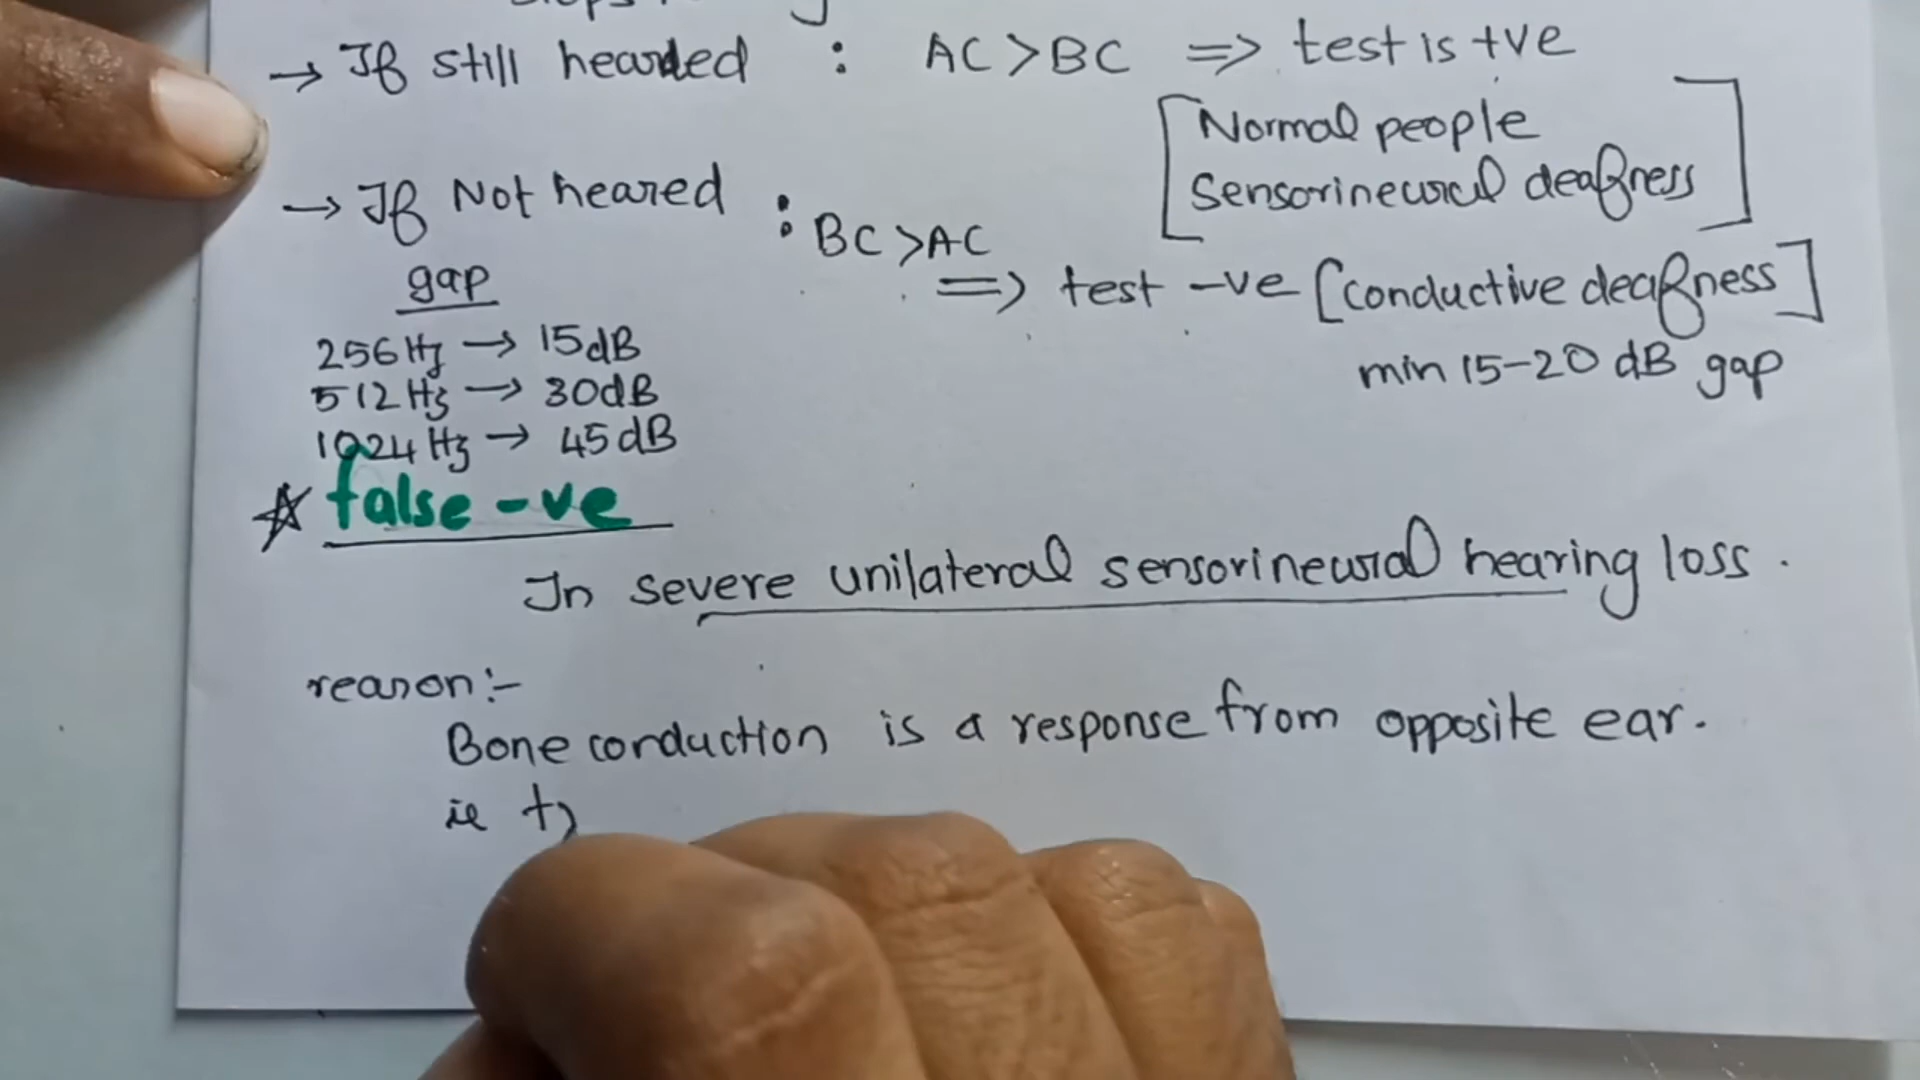 → If still hearded : AC > BC => test is +ve
[Normal people
Sensorineural deafness]
→ If Not heared : BC > AC
=> test -ve [conductive deafness]
min 15-20 dB gap
gap
256 Hz → 15 dB
512 Hz → 30 dB
1024 Hz → 45 dB
☆ false -ve
In severe unilateral sensorineural hearing loss.
reason:-
Bone conduction is a response from opposite ear.
ie